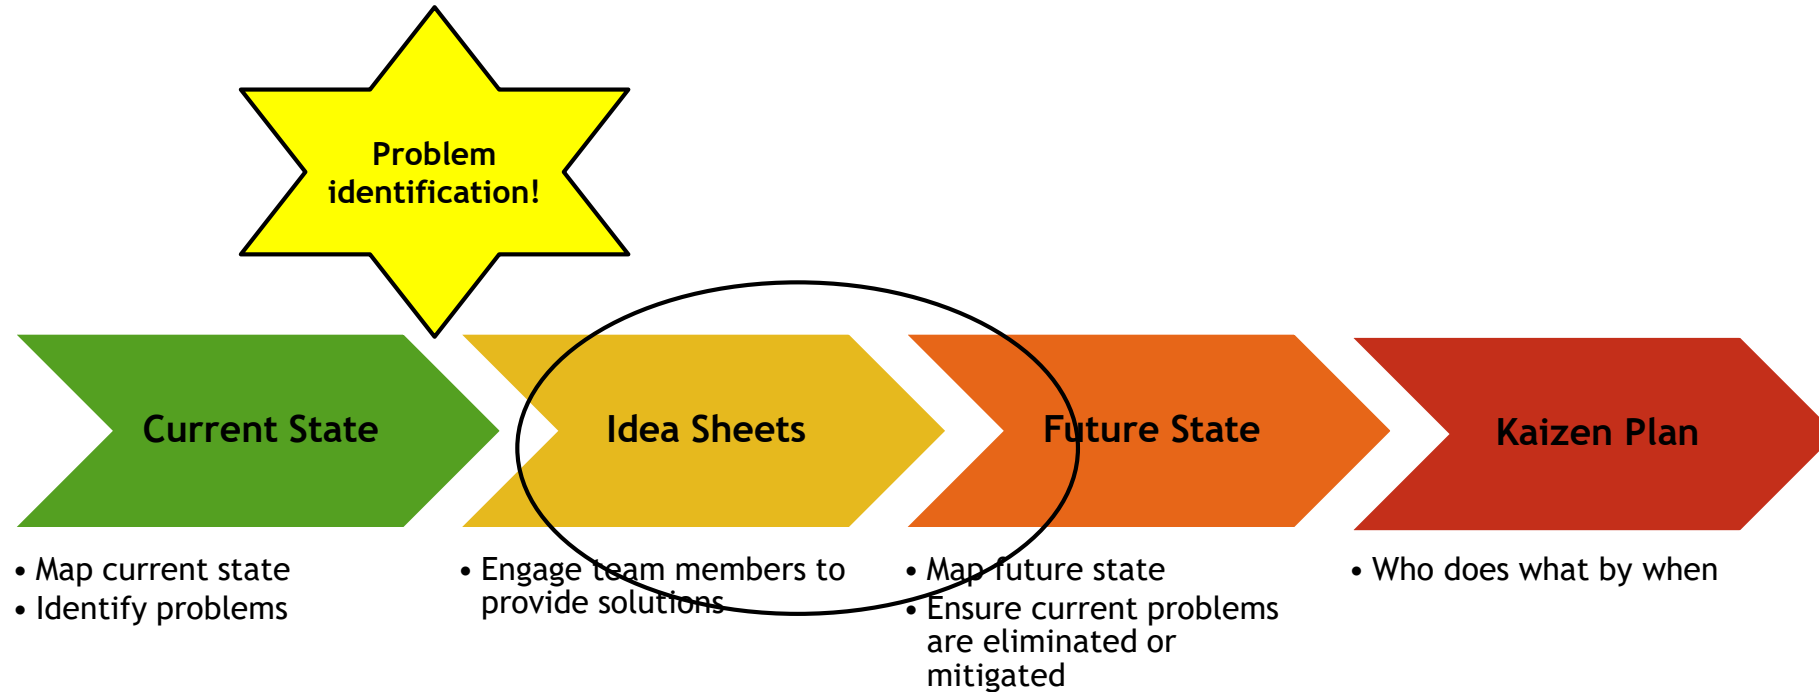 Problem
identification!
Current State
• Map current state
• Identify problems
Idea Sheets
• Engage team members to
provide solutions
Future State
• Map future state
• Ensure current problems
are eliminated or
mitigated
Kaizen Plan
• Who does what by when